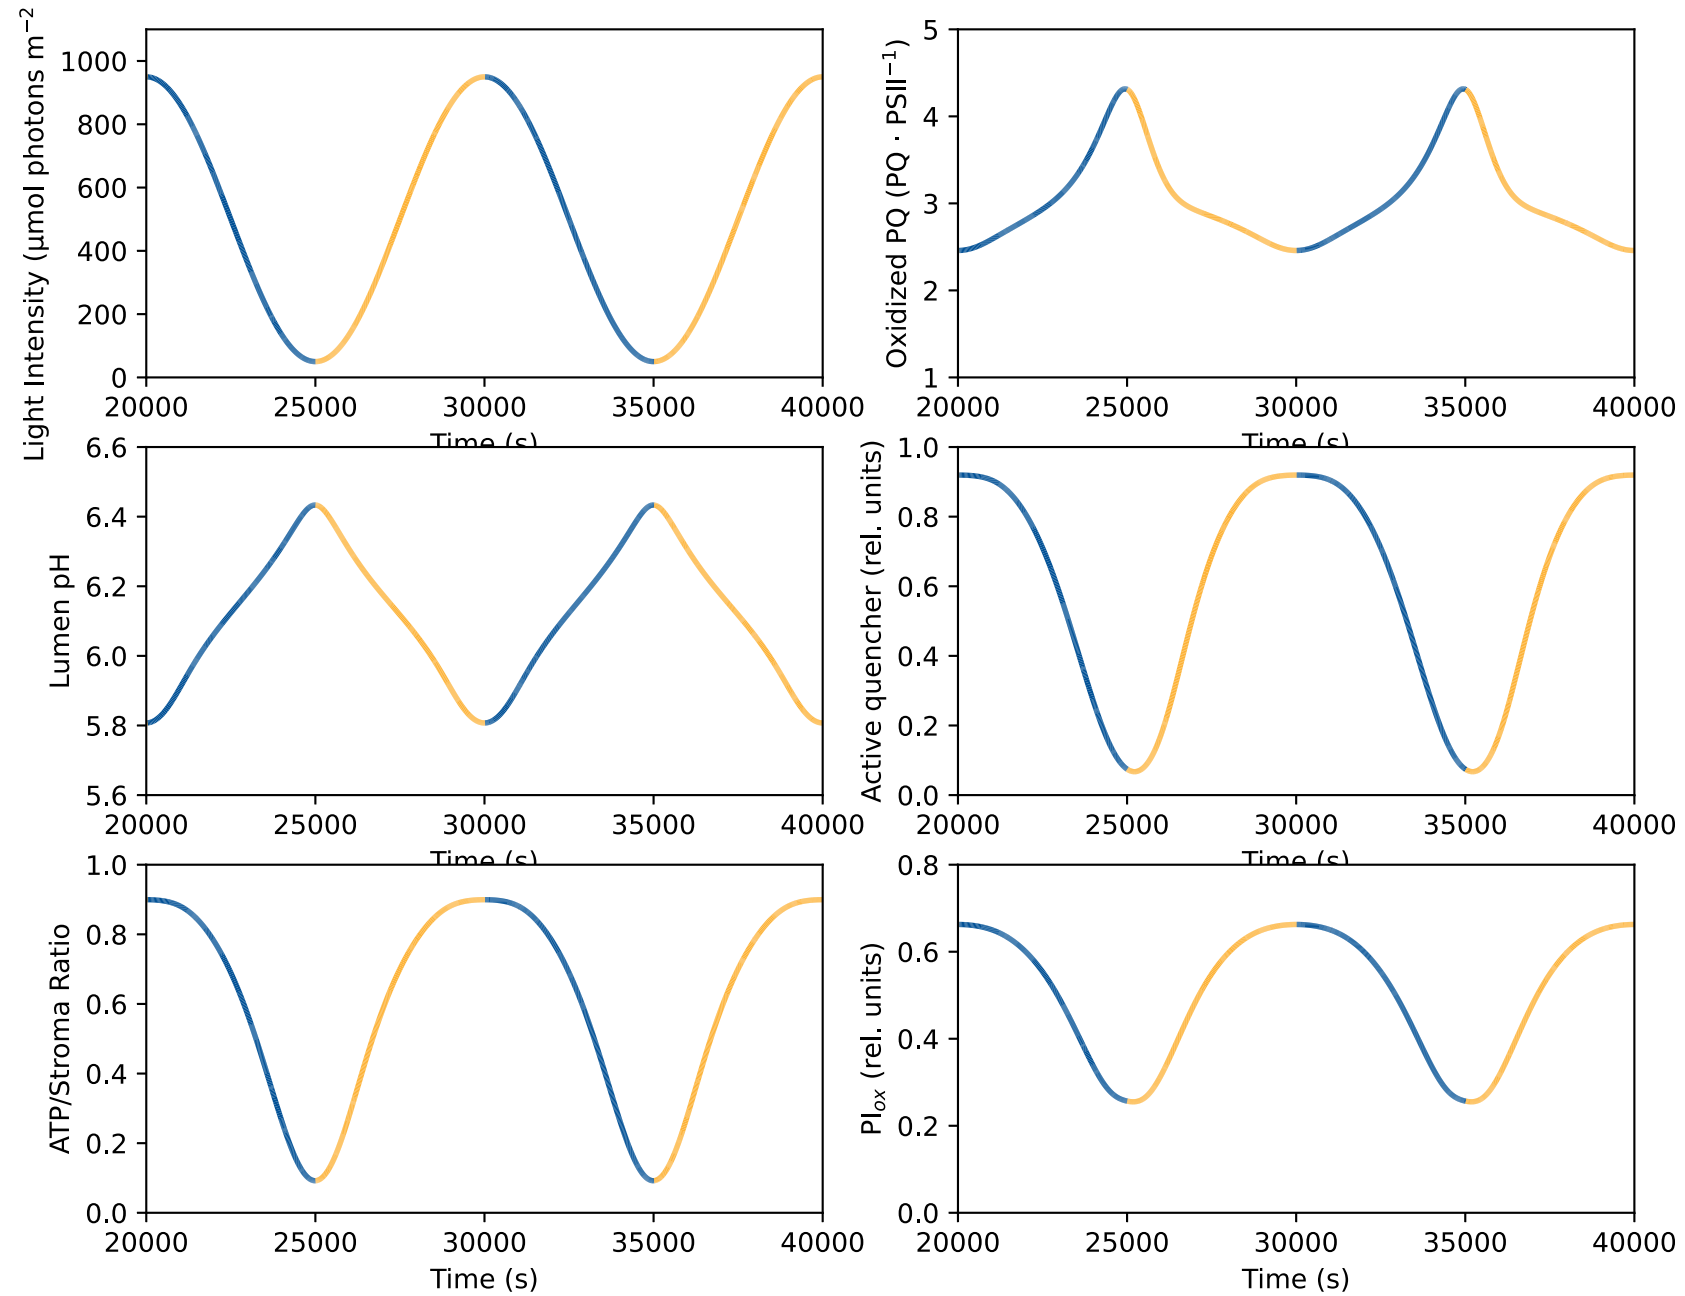 Light Intensity (μmol photons m⁻²
1000
800
600
400
200
0
20000 25000 30000 35000 40000
Time (s)
Oxidized PQ (PQ · PSII⁻¹)
5
4
3
2
1
20000 25000 30000 35000 40000
Time (s)
Lumen pH
6.6
6.4
6.2
6.0
5.8
5.6
20000 25000 30000 35000 40000
Time (s)
Active quencher (rel. units)
1.0
0.8
0.6
0.4
0.2
0.0
20000 25000 30000 35000 40000
Time (s)
ATP/Stroma Ratio
1.0
0.8
0.6
0.4
0.2
0.0
20000 25000 30000 35000 40000
Time (s)
PIₒₓ (rel. units)
0.8
0.6
0.4
0.2
0.0
20000 25000 30000 35000 40000
Time (s)